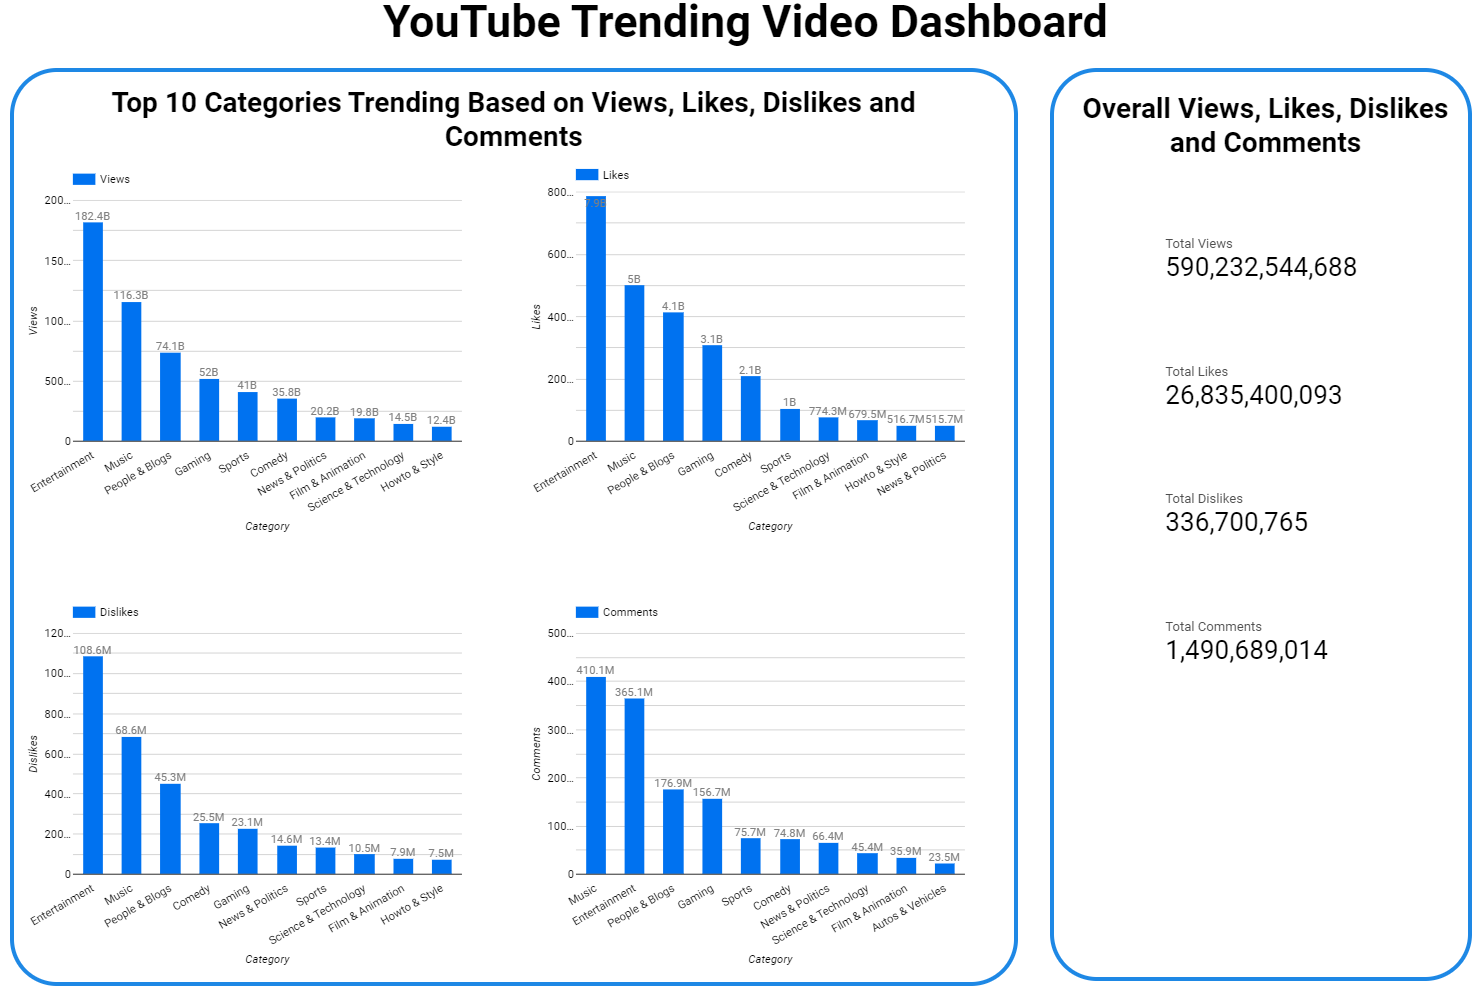 YouTube Trending Video Dashboard
Top 10 Categories Trending Based on Views, Likes, Dislikes and
Comments
Views
200...
150...
100...
500...
0
Views
182.4B
116.3B
74.1B
52B
41B
35.8B
20.2B
19.8B
14.5B
12.4B
Entertainment
Music
People & Blogs
Gaming
Sports
Comedy
News & Politics
Film & Animation
Science & Technology
Howto & Style
Category
Likes
800...
600...
400...
200...
0
Likes
7.9B
5B
4.1B
3.1B
2.1B
1B
774.3M
679.5M
516.7M
515.7M
Entertainment
Music
People & Blogs
Gaming
Comedy
Sports
Science & Technology
Film & Animation
Howto & Style
News & Politics
Category
Dislikes
120...
100...
800...
600...
400...
200...
0
Dislikes
108.6M
68.6M
45.3M
25.5M
23.1M
14.6M
13.4M
10.5M
7.9M
7.5M
Entertainment
Music
People & Blogs
Comedy
Gaming
News & Politics
Sports
Science & Technology
Film & Animation
Howto & Style
Category
Comments
500...
400...
300...
200...
100...
0
Comments
410.1M
365.1M
176.9M
156.7M
75.7M
74.8M
66.4M
45.4M
35.9M
23.5M
Music
Entertainment
People & Blogs
Gaming
Sports
Comedy
News & Politics
Science & Technology
Film & Animation
Autos & Vehicles
Category
Overall Views, Likes, Dislikes
and Comments
Total Views
590,232,544,688
Total Likes
26,835,400,093
Total Dislikes
336,700,765
Total Comments
1,490,689,014